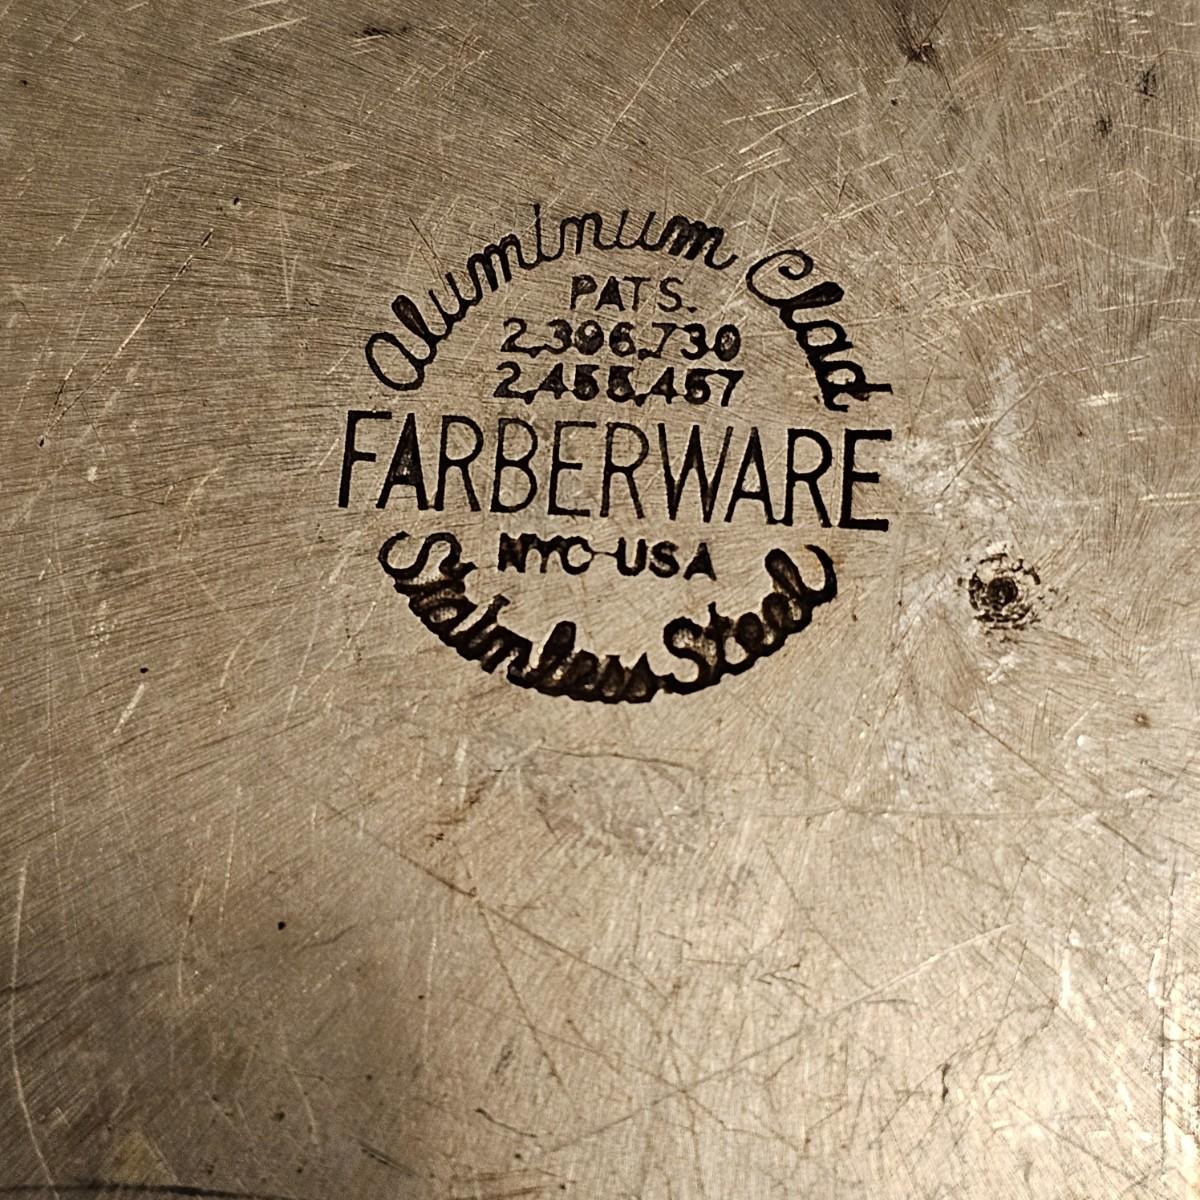 Aluminum Clad
PATS.
2,396,730
2,455,457
FARBERWARE
NYC USA
Stainless Steel